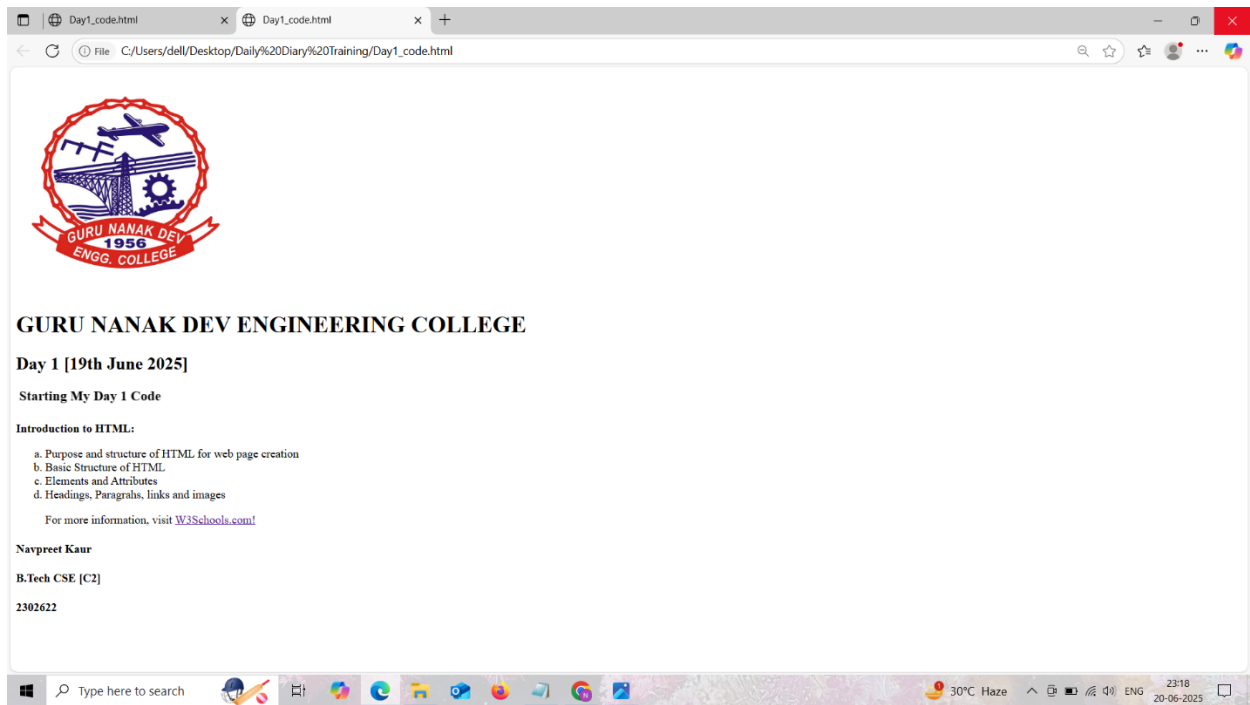 Day1_code.html
Day1_code.html
File C:/Users/dell/Desktop/Daily%20Diary%20Training/Day1_code.html
GURU NANAK DEV
1956
ENGG. COLLEGE
GURU NANAK DEV ENGINEERING COLLEGE
Day 1 [19th June 2025]
Starting My Day 1 Code
Introduction to HTML:
a. Purpose and structure of HTML for web page creation
b. Basic Structure of HTML
c. Elements and Attributes
d. Headings, Paragrahs, links and images
For more information, visit W3Schools.com!
Navpreet Kaur
B.Tech CSE [C2]
2302622
Type here to search
30°C Haze
ENG
23:18
20-06-2025